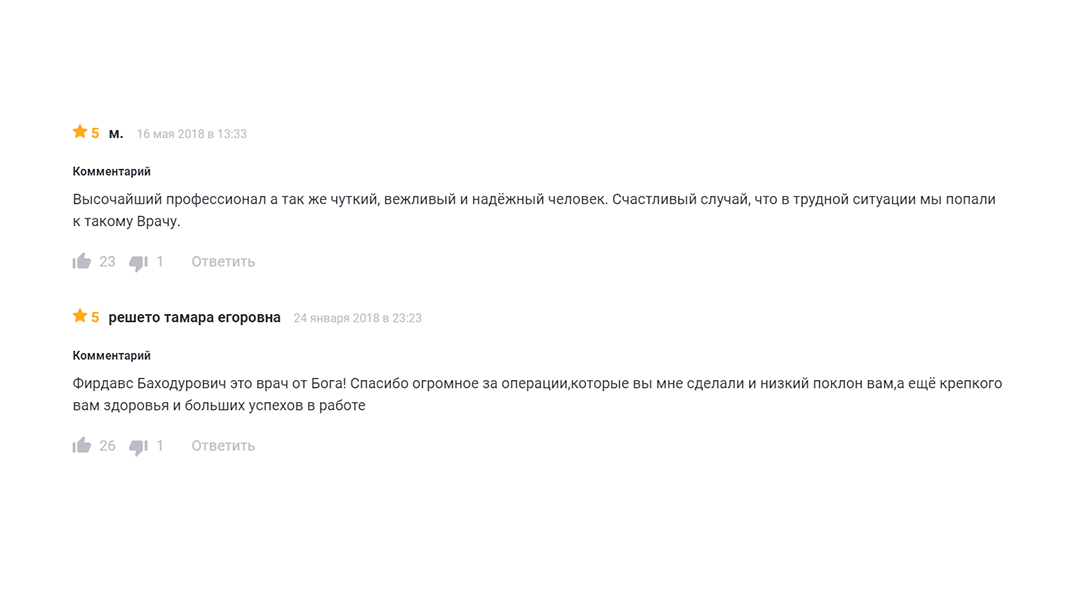 5 м. 16 мая 2018 в 13:33
Комментарий
Высочайший профессионал а так же чуткий, вежливый и надёжный человек. Счастливый случай, что в трудной ситуации мы попали
к такому Врачу.
23 1 Ответить
5 решето тамара егоровна 24 января 2018 в 23:23
Комментарий
Фирдавс Баходурович это врач от Бога! Спасибо огромное за операции,которые вы мне сделали и низкий поклон вам,а ещё крепкого
вам здоровья и больших успехов в работе
26 1 Ответить